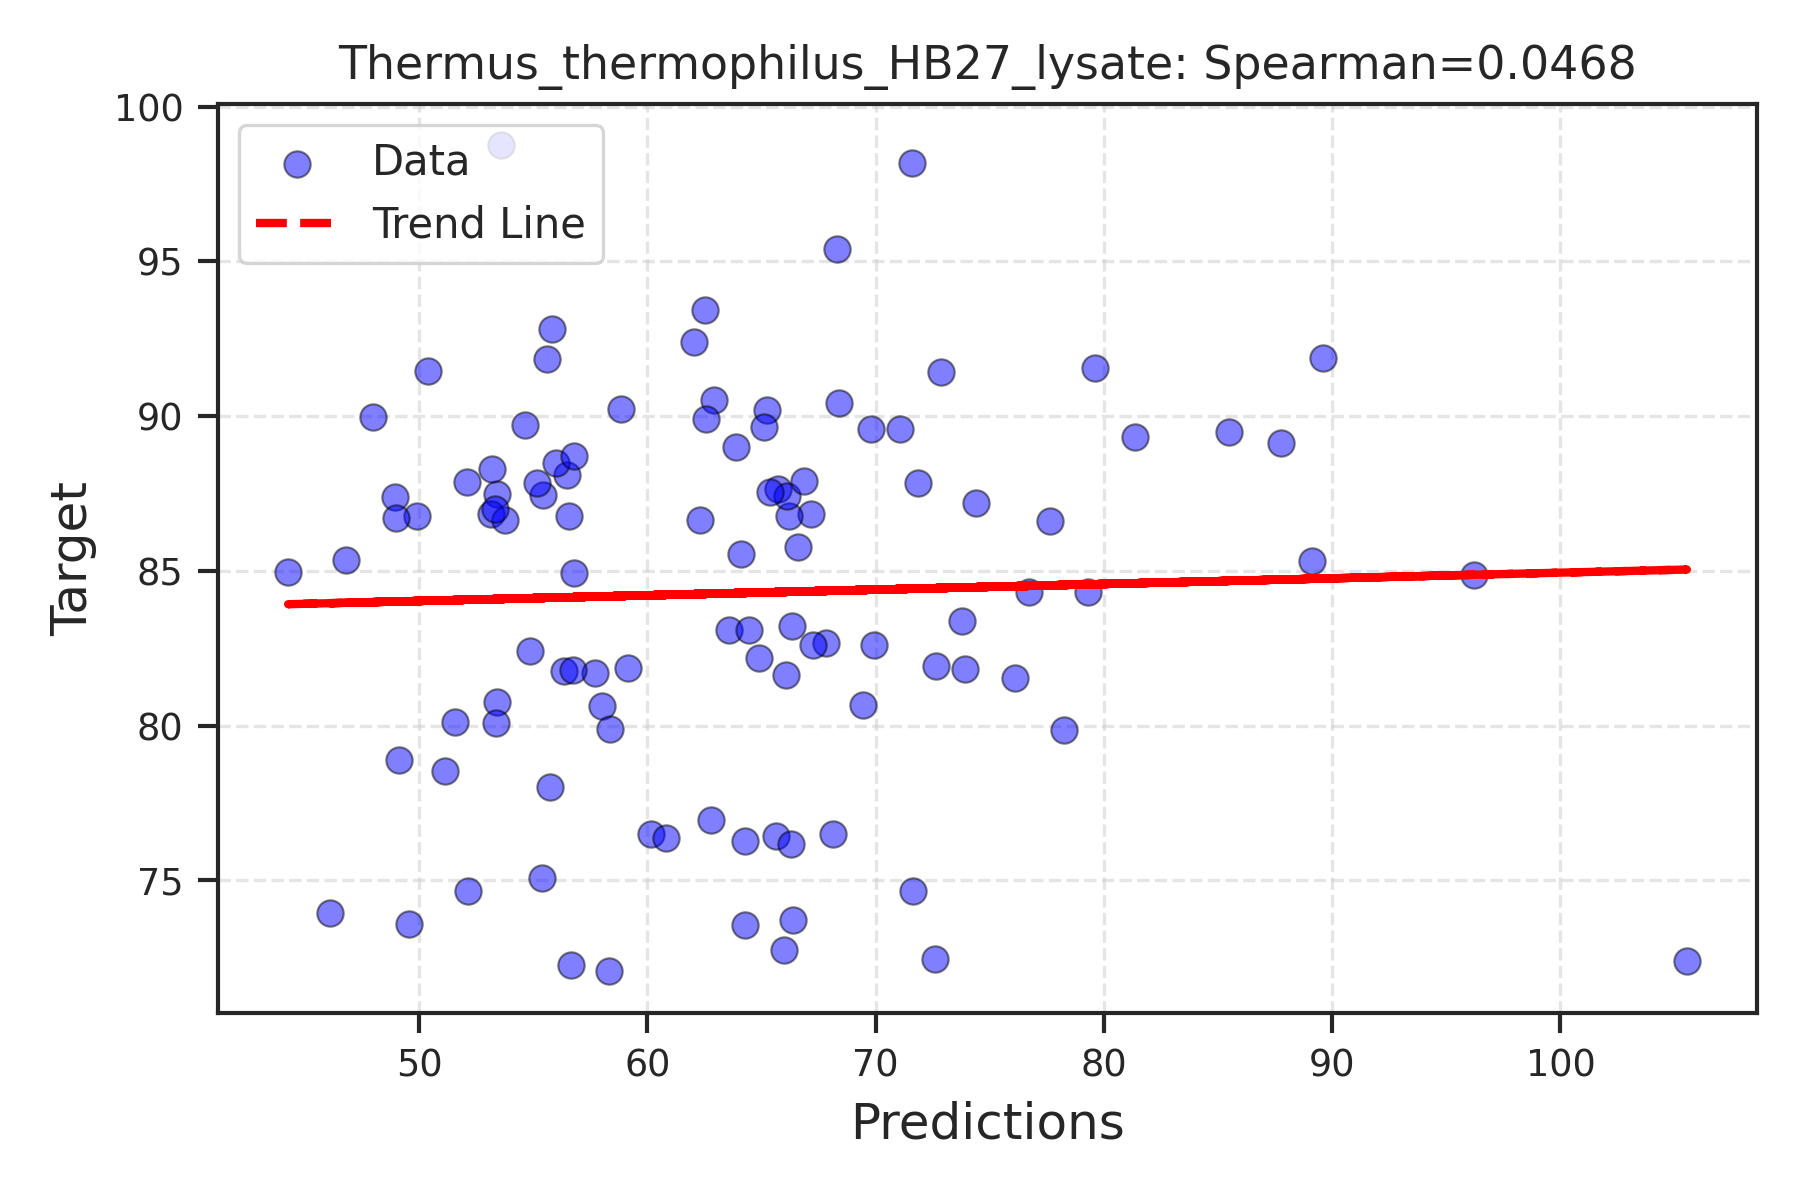 Thermus_thermophilus_HB27_lysate: Spearman=0.0468
Data
Trend Line
100
95
90
85
80
75
Target
50
60
70
80
90
100
Predictions